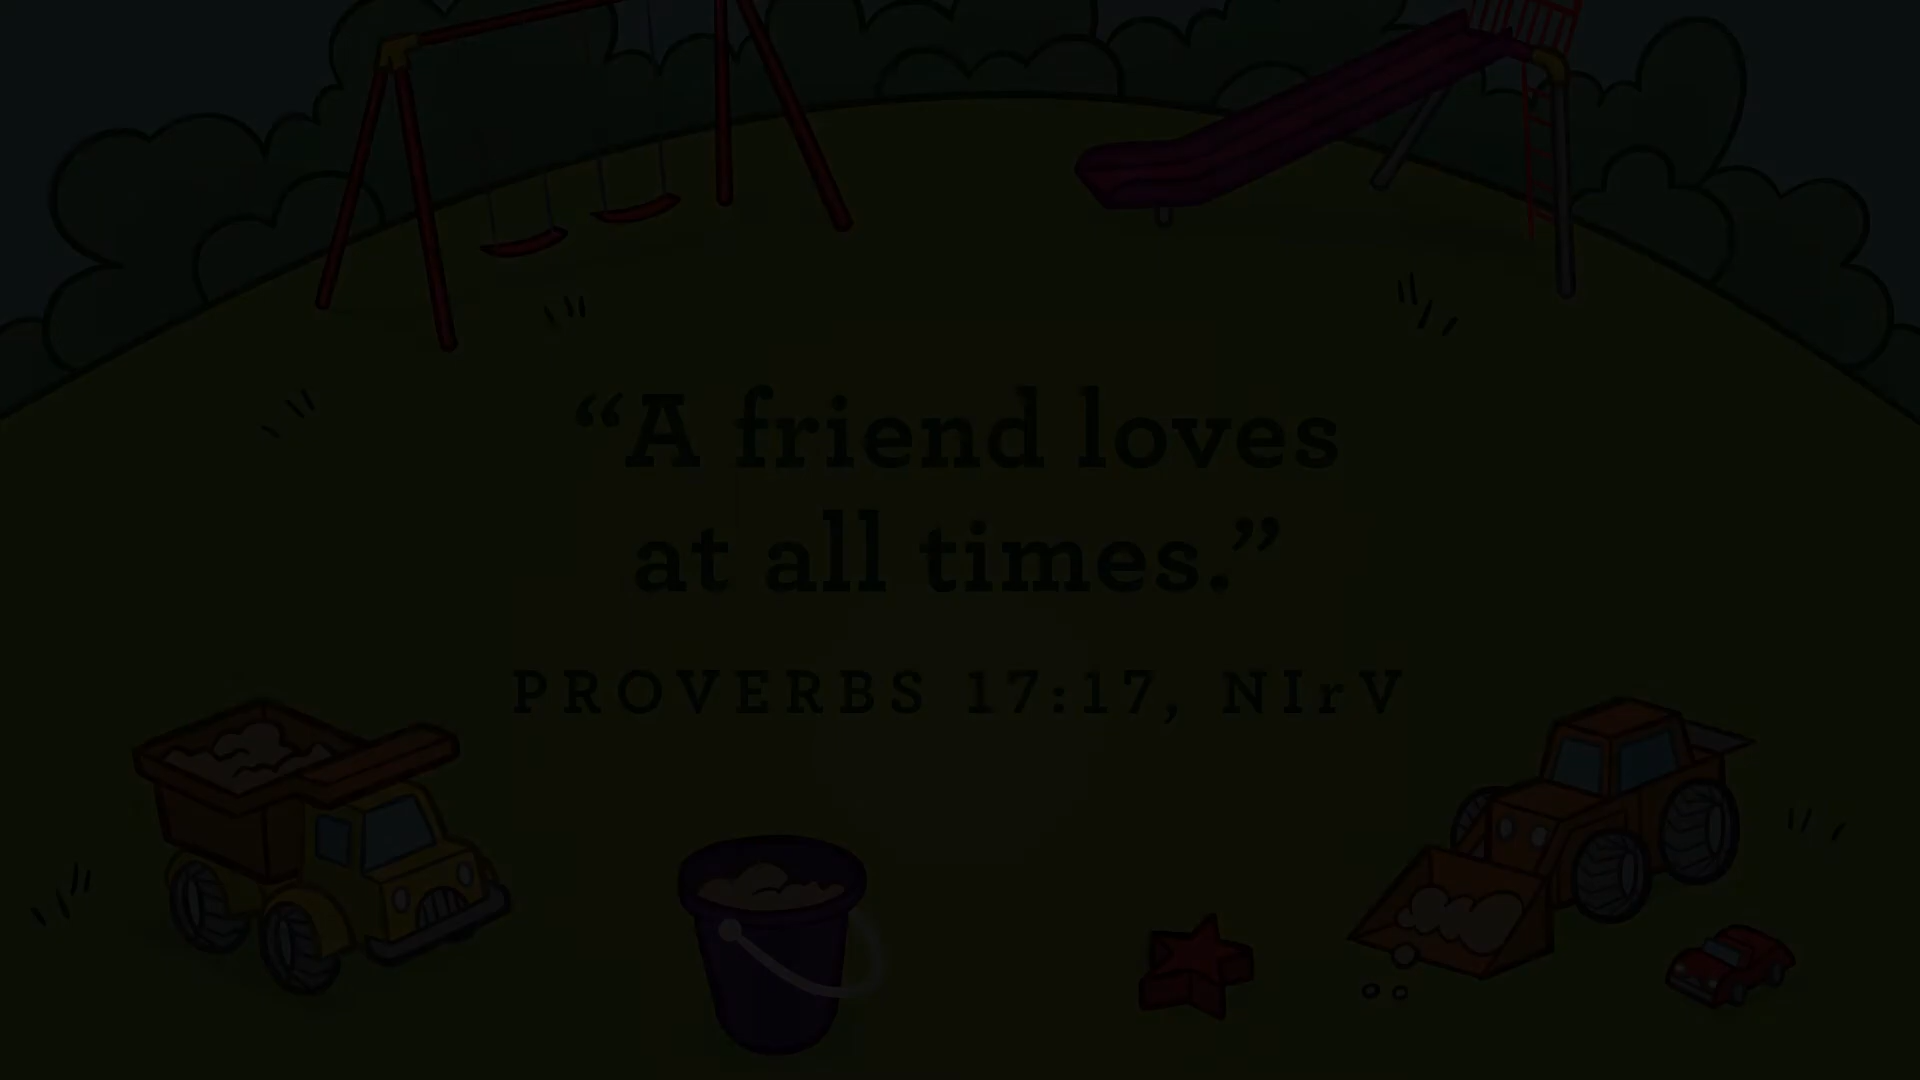 “A friend loves
at all times.”
PROVERBS 17:17, NIrV